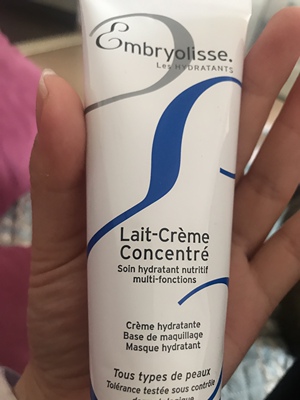 Embryolisse.
Les HYDRATANTS
Lait-Crème
Concentré
Soin hydratant nutritif
multi-fonctions
Crème hydratante
Base de maquillage
Masque hydratant
Tous types de peaux
Tolérance testée sous contrôle
dermatologique